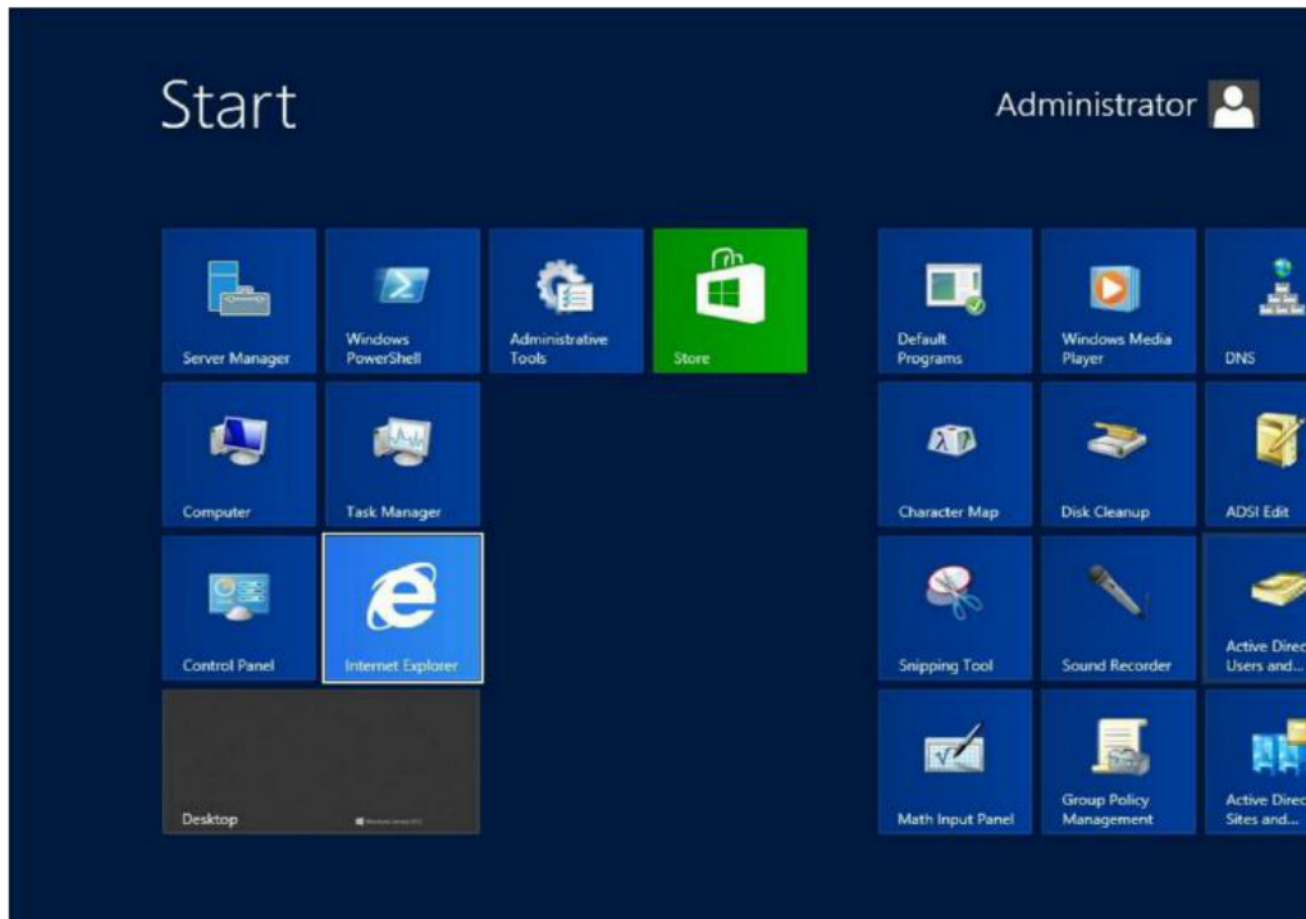 Start
Administrator
Server Manager
Windows
PowerShell
Administrative
Tools
Store
Default
Programs
Windows Media
Player
DNS
Computer
Task Manager
Character Map
Disk Cleanup
ADSI Edit
Control Panel
Internet Explorer
Snipping Tool
Sound Recorder
Active Direc
Users and...
Desktop
Math Input Panel
Group Policy
Management
Active Direc
Sites and...